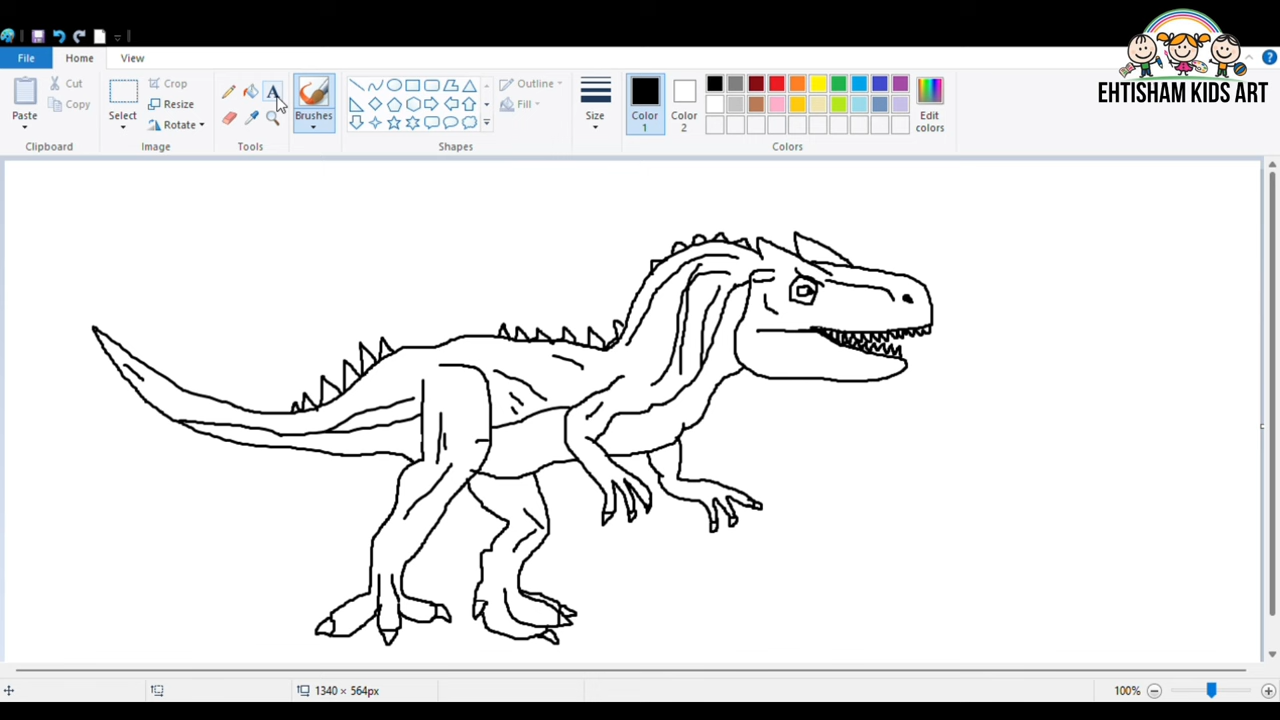 File
Home
View
Paste
Cut
Copy
Clipboard
Select
Crop
Resize
Rotate
Image
A
Tools
Brushes
Outline
Fill
Shapes
Size
Color
1
Color
2
Edit
colors
Colors
EHTISHAM KIDS ART
1340 × 564px
100%